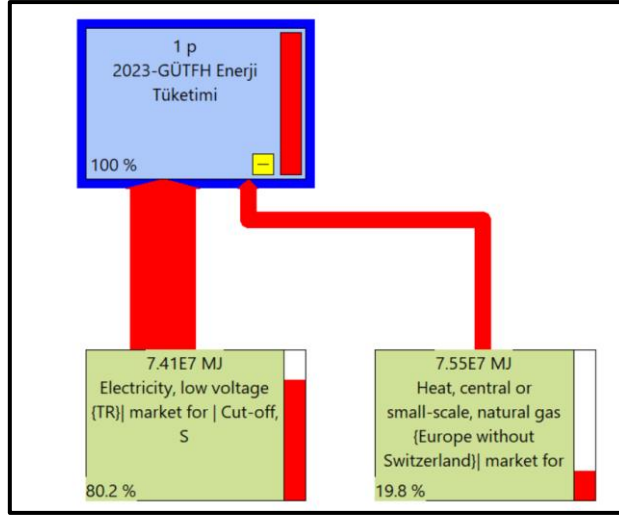 1 p
2023-GÜTFH Enerji
Tüketimi
100 %
7.41E7 MJ
Electricity, low voltage
{TR}| market for | Cut-off,
S
80.2 %
7.55E7 MJ
Heat, central or
small-scale, natural gas
{Europe without
Switzerland}| market for
19.8 %